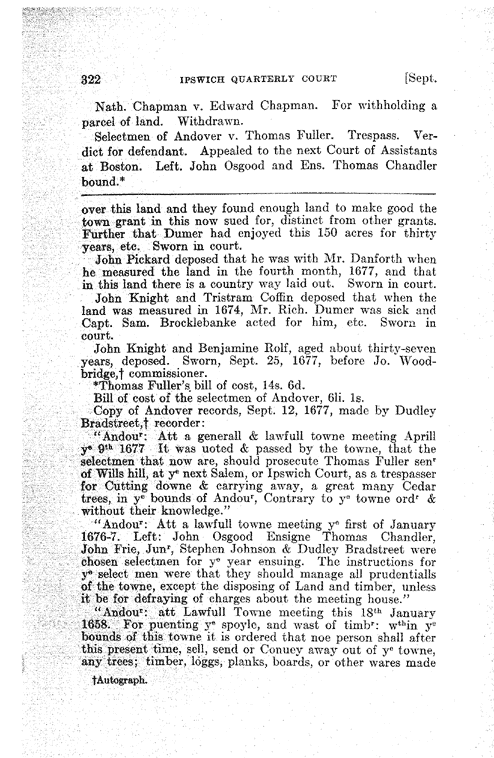 322 IPSWICH QUARTERLY COURT [Sept.
Nath. Chapman v. Edward Chapman. For withholding a
parcel of land. Withdrawn.
Selectmen of Andover v. Thomas Fuller. Trespass. Ver-
dict for defendant. Appealed to the next Court of Assistants
at Boston. Left. John Osgood and Ens. Thomas Chandler
bound.*
over this land and they found enough land to make good the
town grant in this now sued for, distinct from other grants.
Further that Dumer had enjoyed this 150 acres for thirty
years, etc. Sworn in court.
John Pickard deposed that he was with Mr. Danforth when
he measured the land in the fourth month, 1677, and that
in this land there is a country way laid out. Sworn in court.
John Knight and Tristram Coffin deposed that when the
land was measured in 1674, Mr. Rich. Dumer was sick and
Capt. Sam. Brocklebanke acted for him, etc. Sworn in
court.
John Knight and Benjamine Rolf, aged about thirty-seven
years, deposed. Sworn, Sept. 25, 1677, before Jo. Wood-
bridge,† commissioner.
*Thomas Fuller's bill of cost, 14s. 6d.
Bill of cost of the selectmen of Andover, 6li. 1s.
Copy of Andover records, Sept. 12, 1677, made by Dudley
Bradstreet,† recorder:
"Andouʳ: Att a generall & lawfull towne meeting Aprill
yᵉ 9ᵗʰ 1677 It was uoted & passed by the towne, that the
selectmen that now are, should prosecute Thomas Fuller senʳ
of Wills hill, at yᵉ next Salem, or Ipswich Court, as a trespasser
for Cutting downe & carrying away, a great many Cedar
trees, in yᵉ bounds of Andouʳ, Contrary to yᵉ towne ordʳ &
without their knowledge."
"Andouʳ: Att a lawfull towne meeting yᵉ first of January
1676-7. Left: John Osgood Ensigne Thomas Chandler,
John Frie, Junʳ, Stephen Johnson & Dudley Bradstreet were
chosen selectmen for yᵉ year ensuing. The instructions for
yᵉ select men were that they should manage all prudentialls
of the towne, except the disposing of Land and timber, unless
it be for defraying of charges about the meeting house."
"Andouʳ: att Lawfull Towne meeting this 18ᵗʰ January
1658. For puenting yᵉ spoyle, and wast of timbʳ: wᵗʰin yᵉ
bounds of this towne it is ordered that noe person shall after
this present time, sell, send or Conuey away out of yᵉ towne,
any trees; timber, loggs, planks, boards, or other wares made
†Autograph.